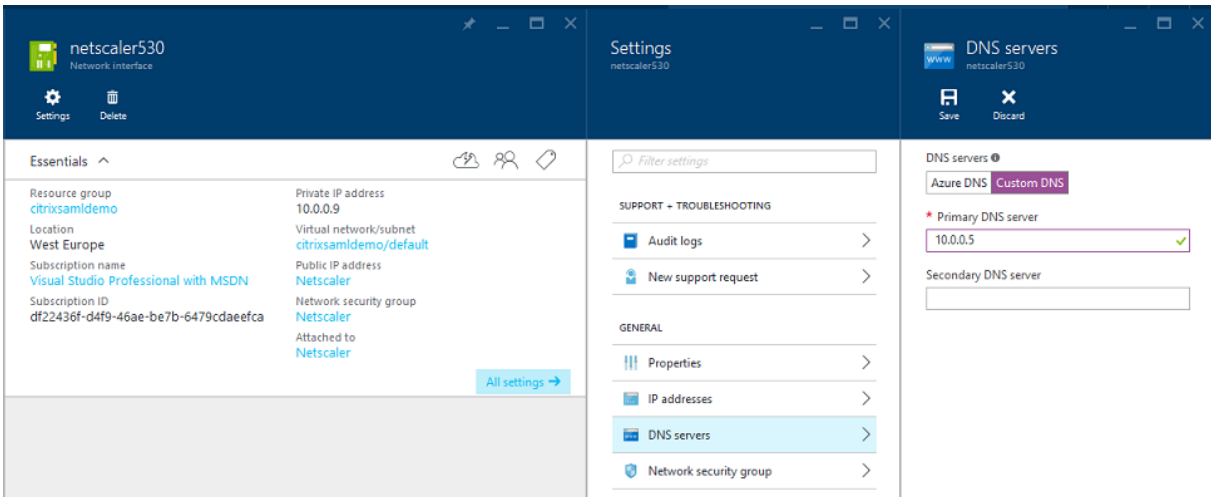 netscaler530
Network interface
Settings
Delete
Essentials
Resource group
citrixsamldemo
Location
West Europe
Subscription name
Visual Studio Professional with MSDN
Subscription ID
df22436f-d4f9-46ae-be7b-6479cdaeefca
Private IP address
10.0.0.9
Virtual network/subnet
citrixsamldemo/default
Public IP address
Netscaler
Network security group
Netscaler
Attached to
Netscaler
All settings →
Settings
netscaler530
Filter settings
SUPPORT + TROUBLESHOOTING
Audit logs
New support request
GENERAL
Properties
IP addresses
DNS servers
Network security group
DNS servers
netscaler530
WWW
Save
Discard
DNS servers
Azure DNS Custom DNS
* Primary DNS server
10.0.0.5
Secondary DNS server